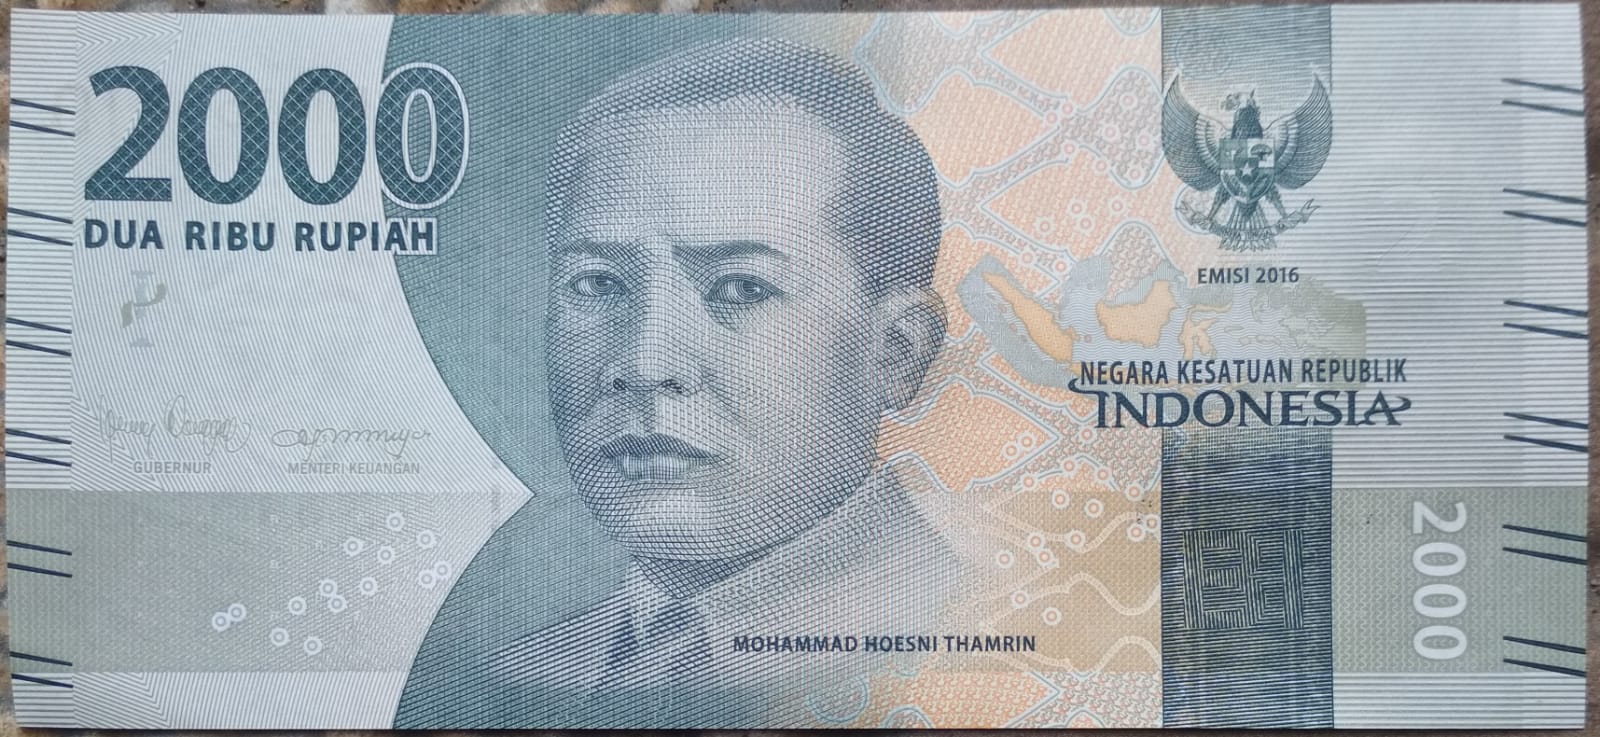 2000
DUA RIBU RUPIAH
EMISI 2016
NEGARA KESATUAN REPUBLIK
INDONESIA
GUBERNUR
MENTERI KEUANGAN
MOHAMMAD HOESNI THAMRIN
2000